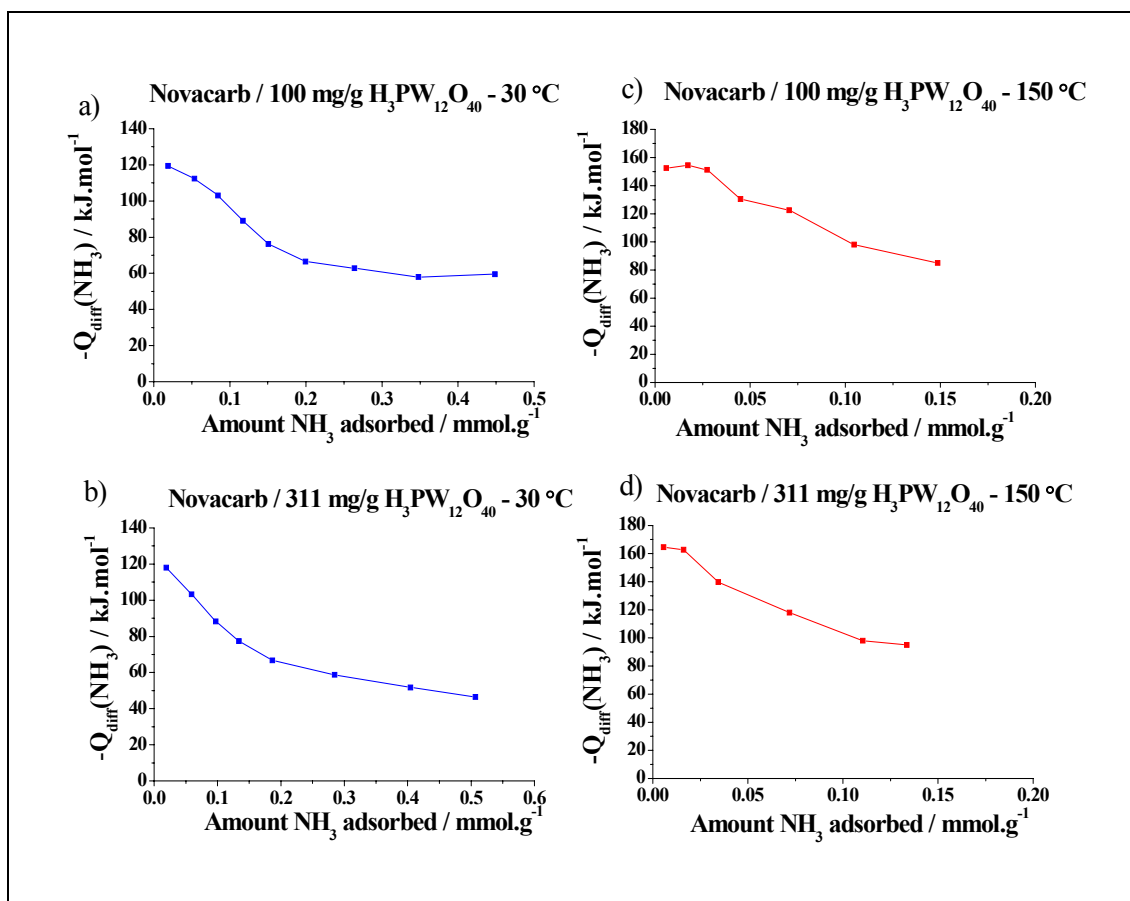 a)
Novacarb / 100 mg/g H₃PW₁₂O₄₀ - 30 °C
140
120
100
80
60
40
20
0
-Q_diff(NH₃) / kJ.mol⁻¹
0.0 0.1 0.2 0.3 0.4 0.5
Amount NH₃ adsorbed / mmol.g⁻¹
c)
Novacarb / 100 mg/g H₃PW₁₂O₄₀ - 150 °C
180
160
140
120
100
80
60
40
20
0
-Q_diff(NH₃) / kJ.mol⁻¹
0.00 0.05 0.10 0.15 0.20
Amount NH₃ adsorbed / mmol.g⁻¹
b)
Novacarb / 311 mg/g H₃PW₁₂O₄₀ - 30 °C
140
120
100
80
60
40
20
0
-Q_diff(NH₃) / kJ.mol⁻¹
0.0 0.1 0.2 0.3 0.4 0.5 0.6
Amount NH₃ adsorbed / mmol.g⁻¹
d)
Novacarb / 311 mg/g H₃PW₁₂O₄₀ - 150 °C
180
160
140
120
100
80
60
40
20
0
-Q_diff(NH₃) / kJ.mol⁻¹
0.00 0.05 0.10 0.15 0.20
Amount NH₃ adsorbed / mmol.g⁻¹